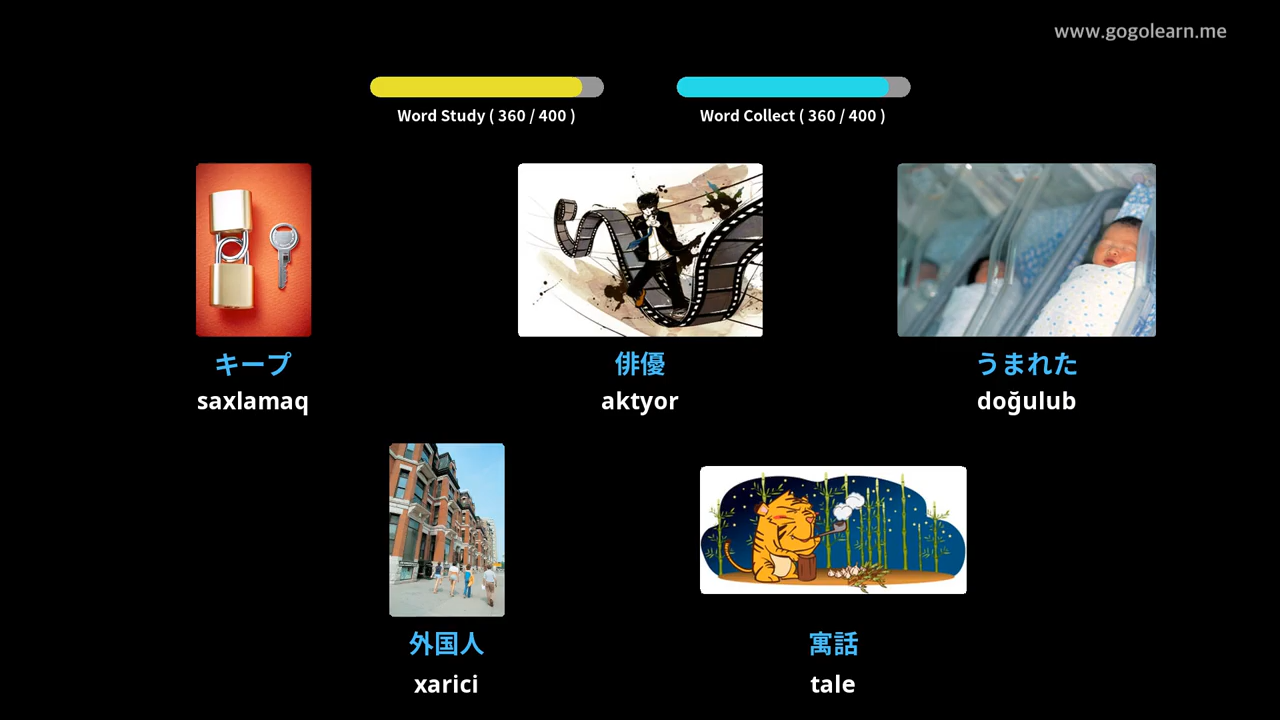 www.gogolearn.me
Word Study ( 360 / 400 )
Word Collect ( 360 / 400 )
キープ
saxlamaq
俳優
aktyor
うまれた
doğulub
外国人
xarici
寓話
tale